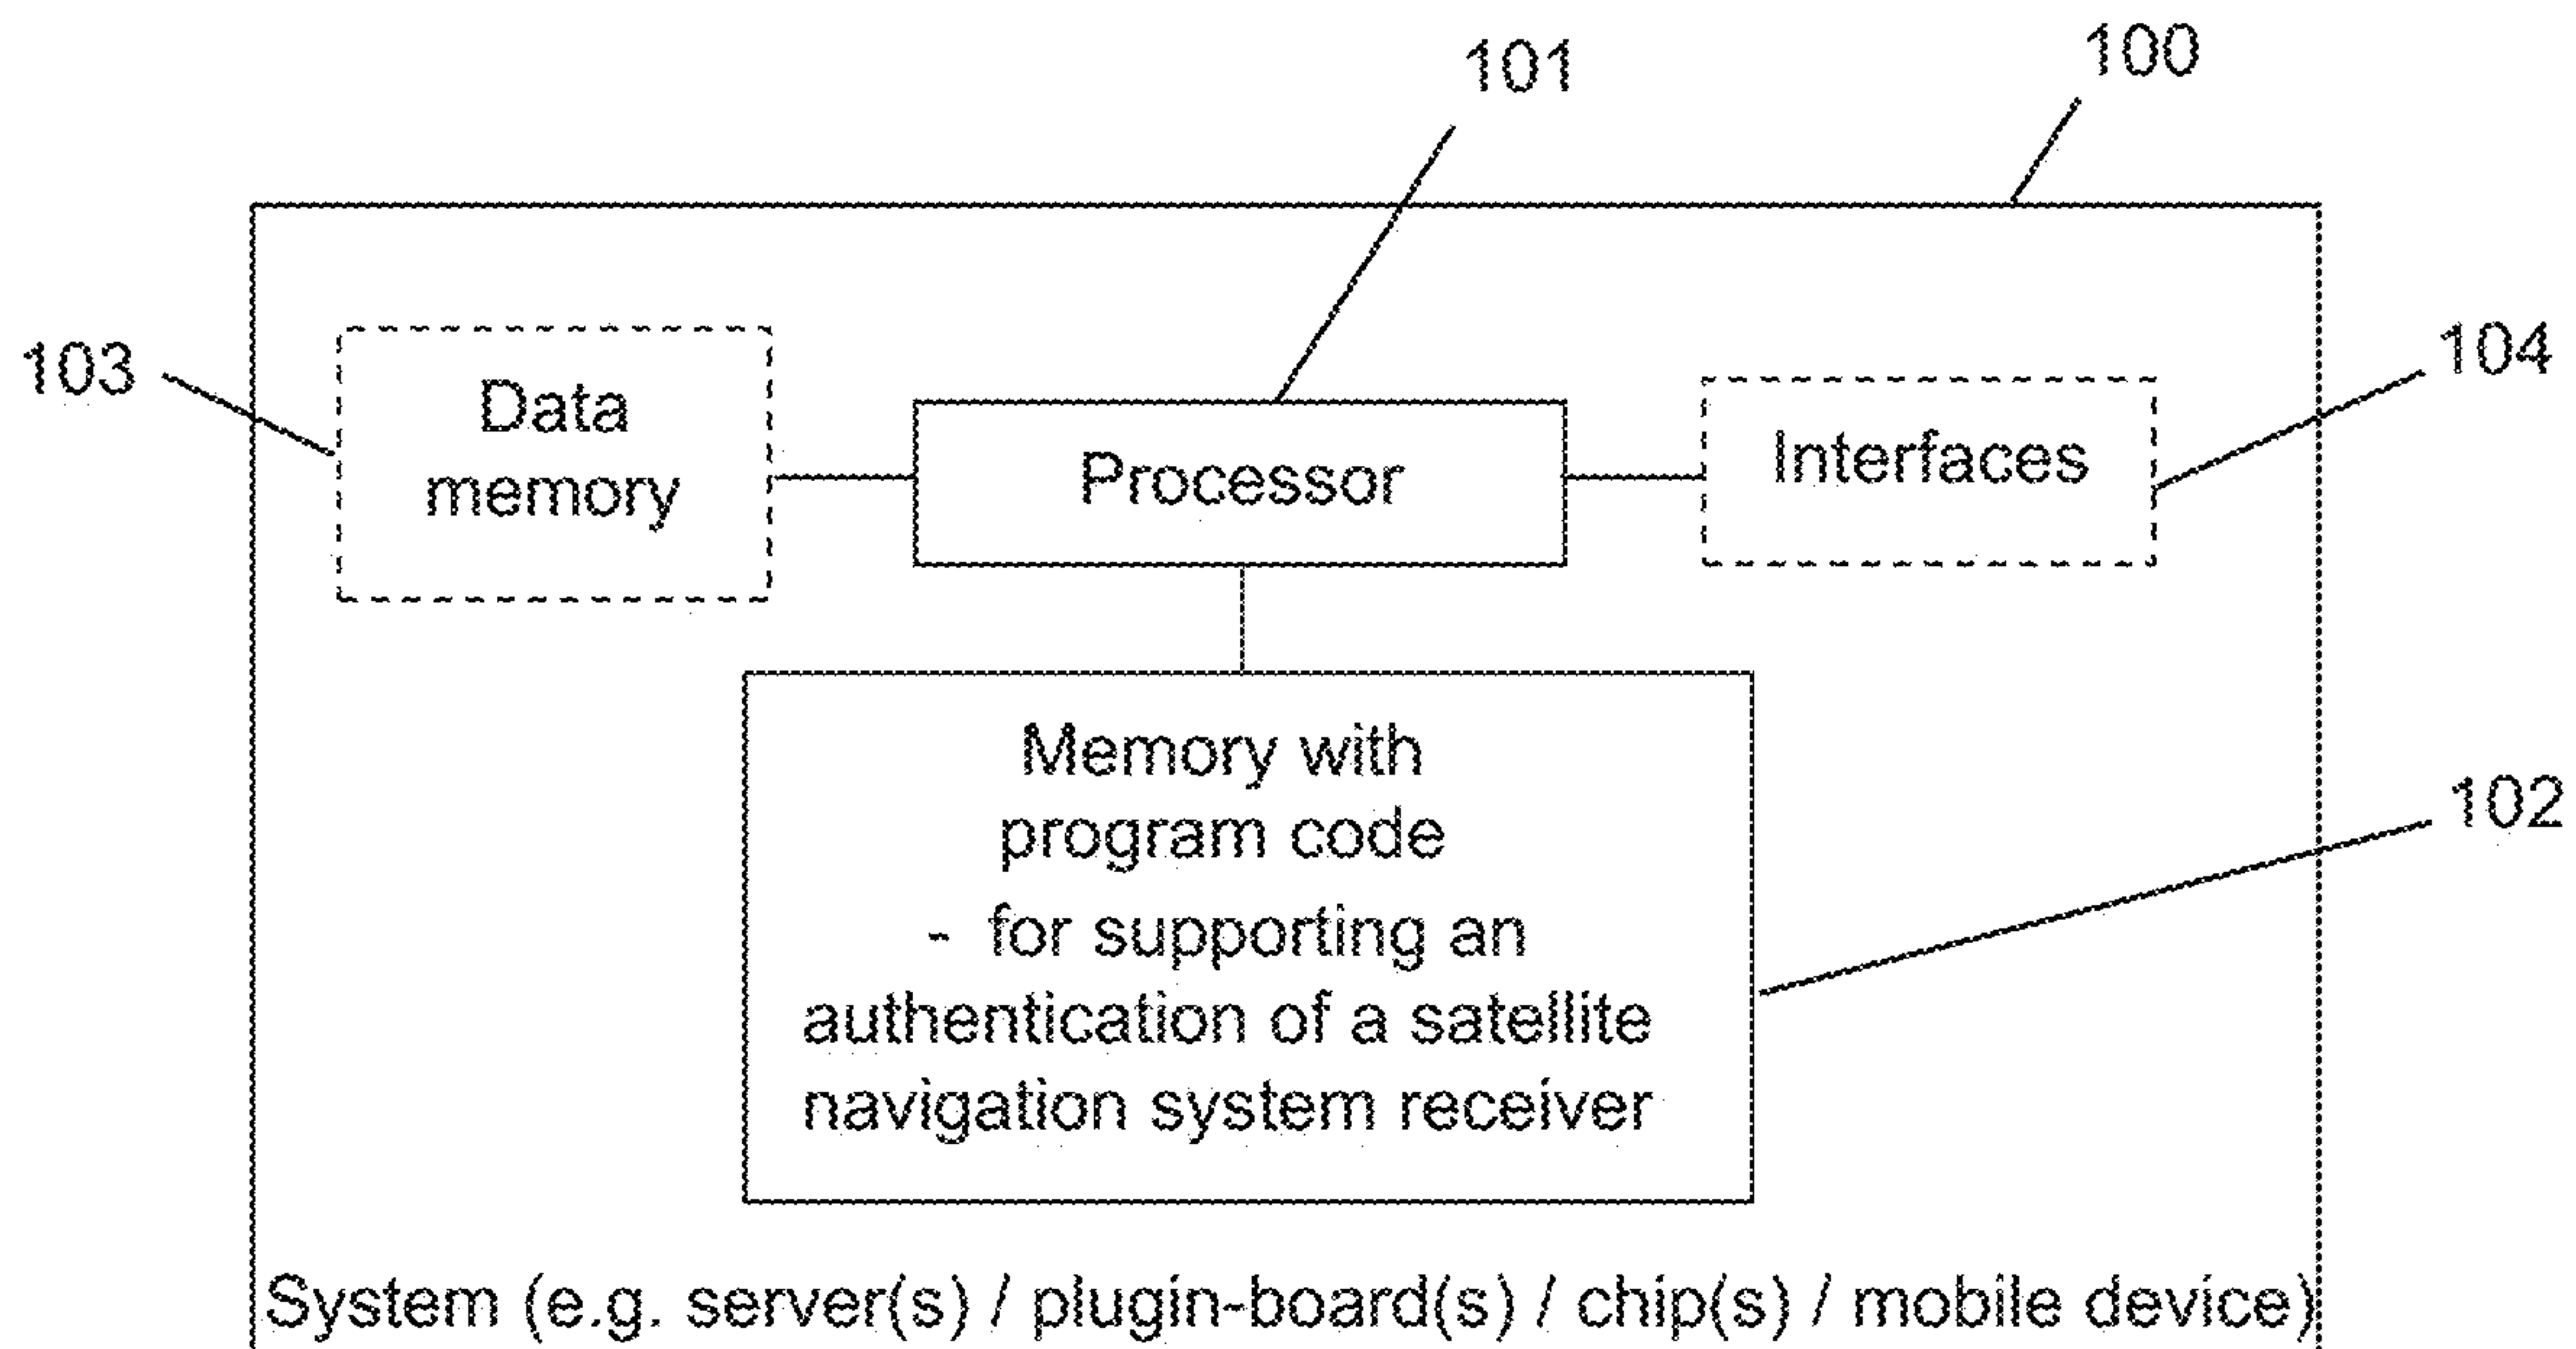 101
100
103
Data
memory
Processor
Interfaces
104
Memory with
program code
- for supporting an
authentication of a satellite
navigation system receiver
102
System (e.g. server(s) / plugin-board(s) / chip(s) / mobile device)